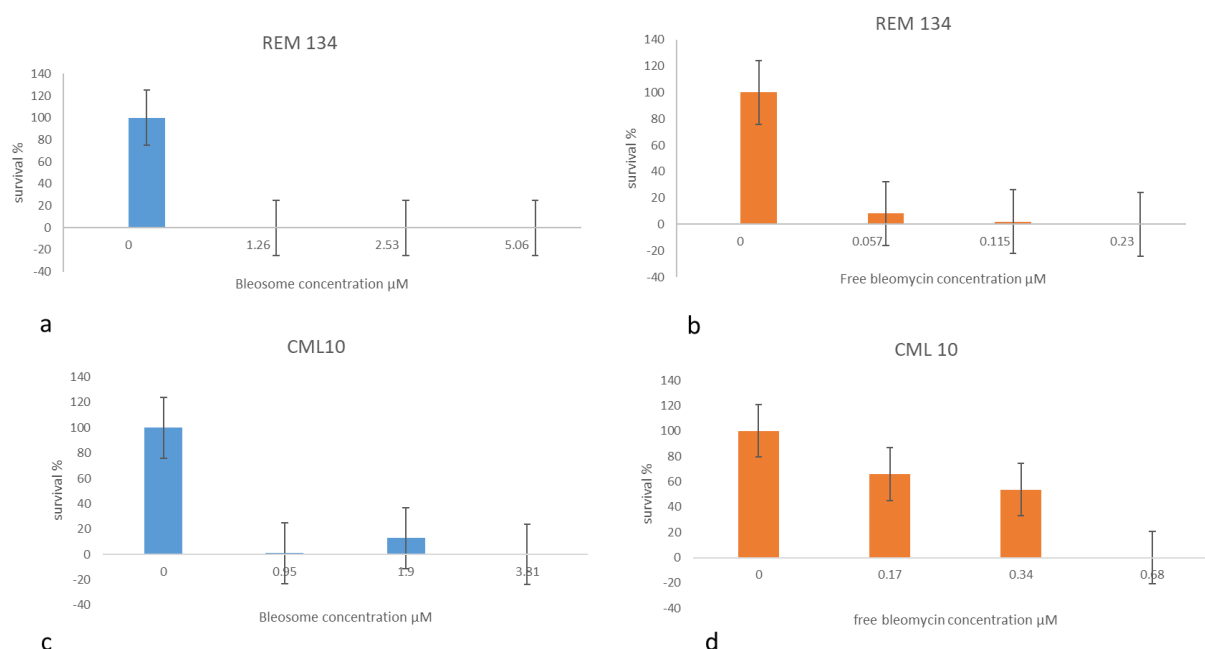 REM 134
140
120
100
80
60
40
20
0
-20
-40
survival %
0 1.26 2.53 5.06
Bleosome concentration µM
a
REM 134
140
120
100
80
60
40
20
0
-20
-40
survival %
0 0.057 0.115 0.23
Free bleomycin concentration µM
b
CML10
140
120
100
80
60
40
20
0
-20
-40
survival %
0 0.95 1.9 3.81
Bleosome concentration µM
c
CML 10
140
120
100
80
60
40
20
0
-20
-40
survival %
0 0.17 0.34 0.68
free bleomycin concentration µM
d